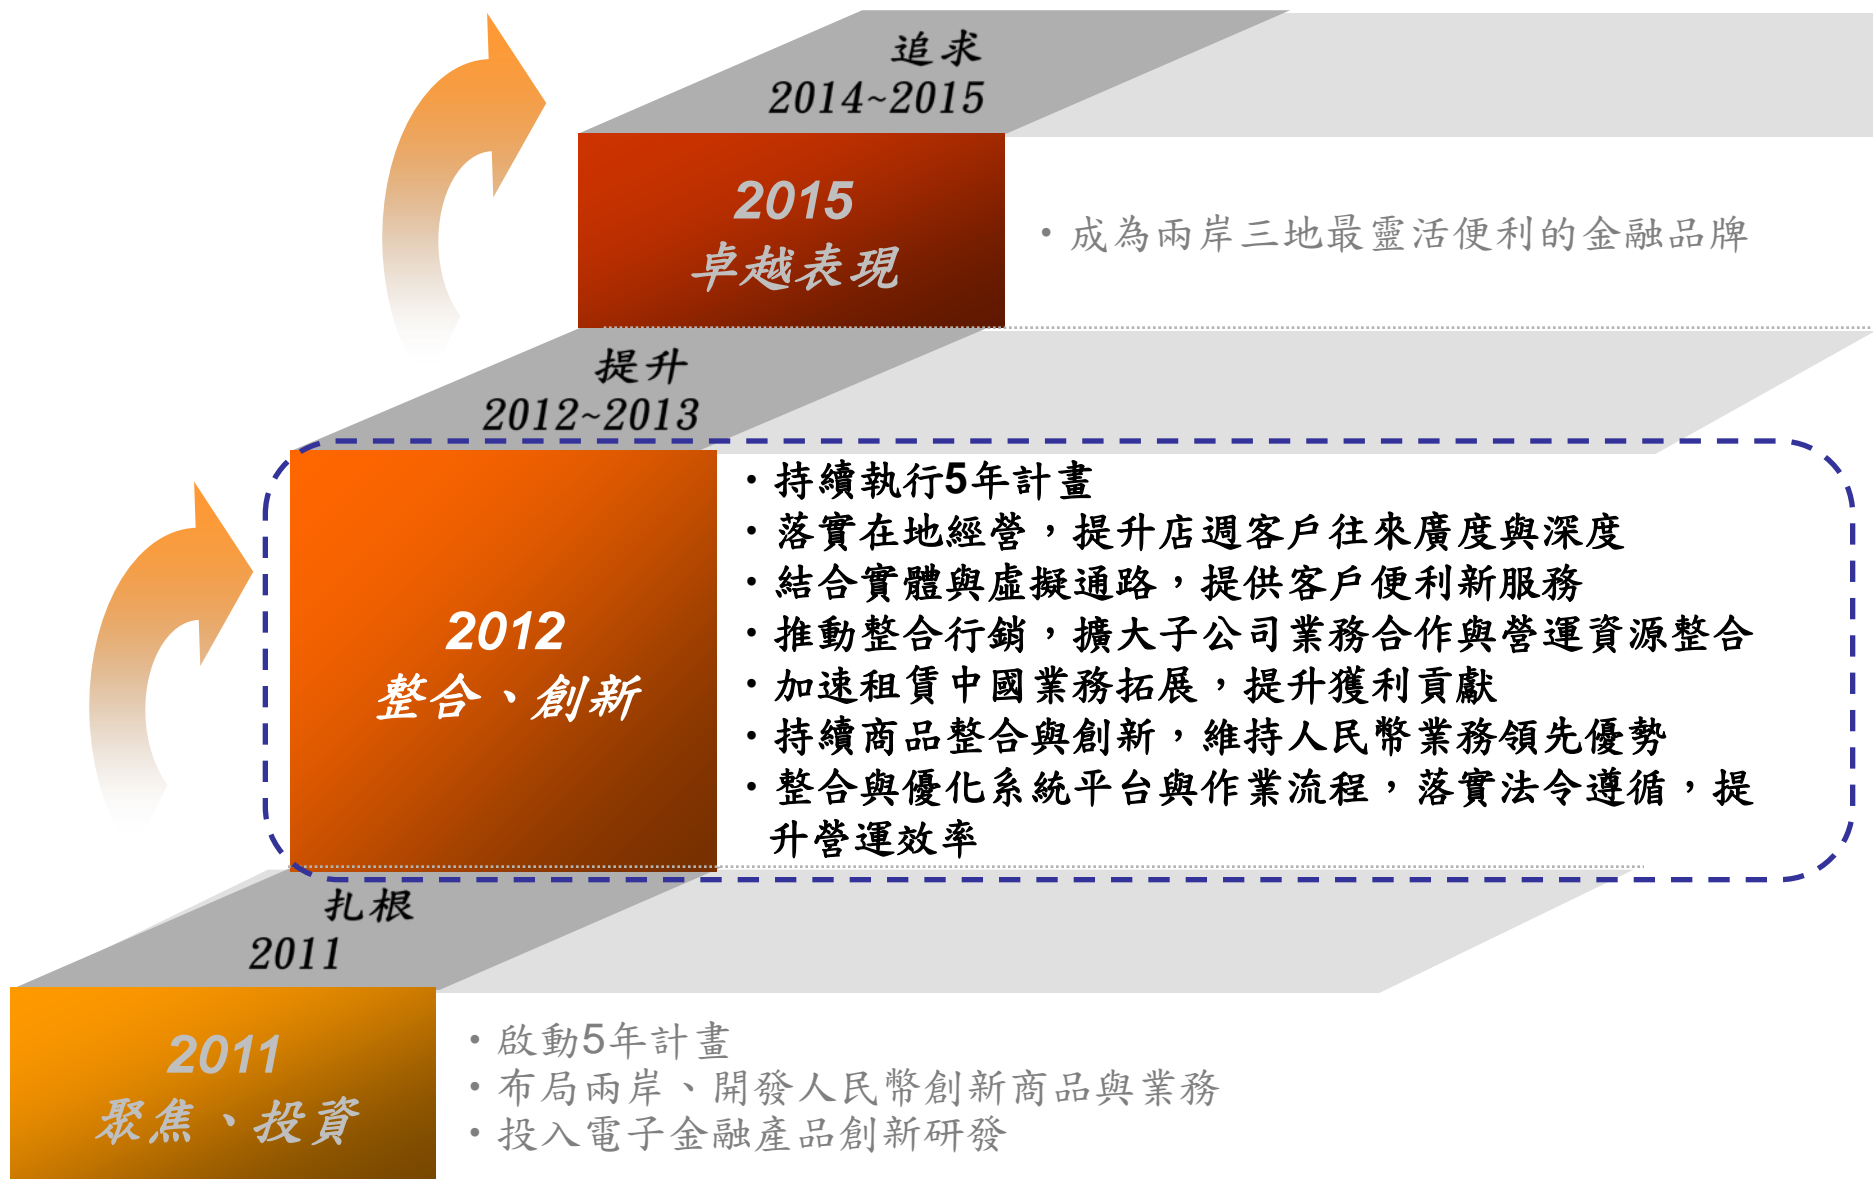 追求
2014~2015
2015
卓越表現
・成為兩岸三地最靈活便利的金融品牌
提升
2012~2013
2012
整合、創新
・持續執行5年計畫
・落實在地經營，提升店週客戶往來廣度與深度
・結合實體與虛擬通路，提供客戶便利新服務
・推動整合行銷，擴大子公司業務合作與營運資源整合
・加速租賃中國業務拓展，提升獲利貢獻
・持續商品整合與創新，維持人民幣業務領先優勢
・整合與優化系統平台與作業流程，落實法令遵循，提
升營運效率
扎根
2011
2011
聚焦、投資
・啟動5年計畫
・布局兩岸、開發人民幣創新商品與業務
・投入電子金融產品創新研發